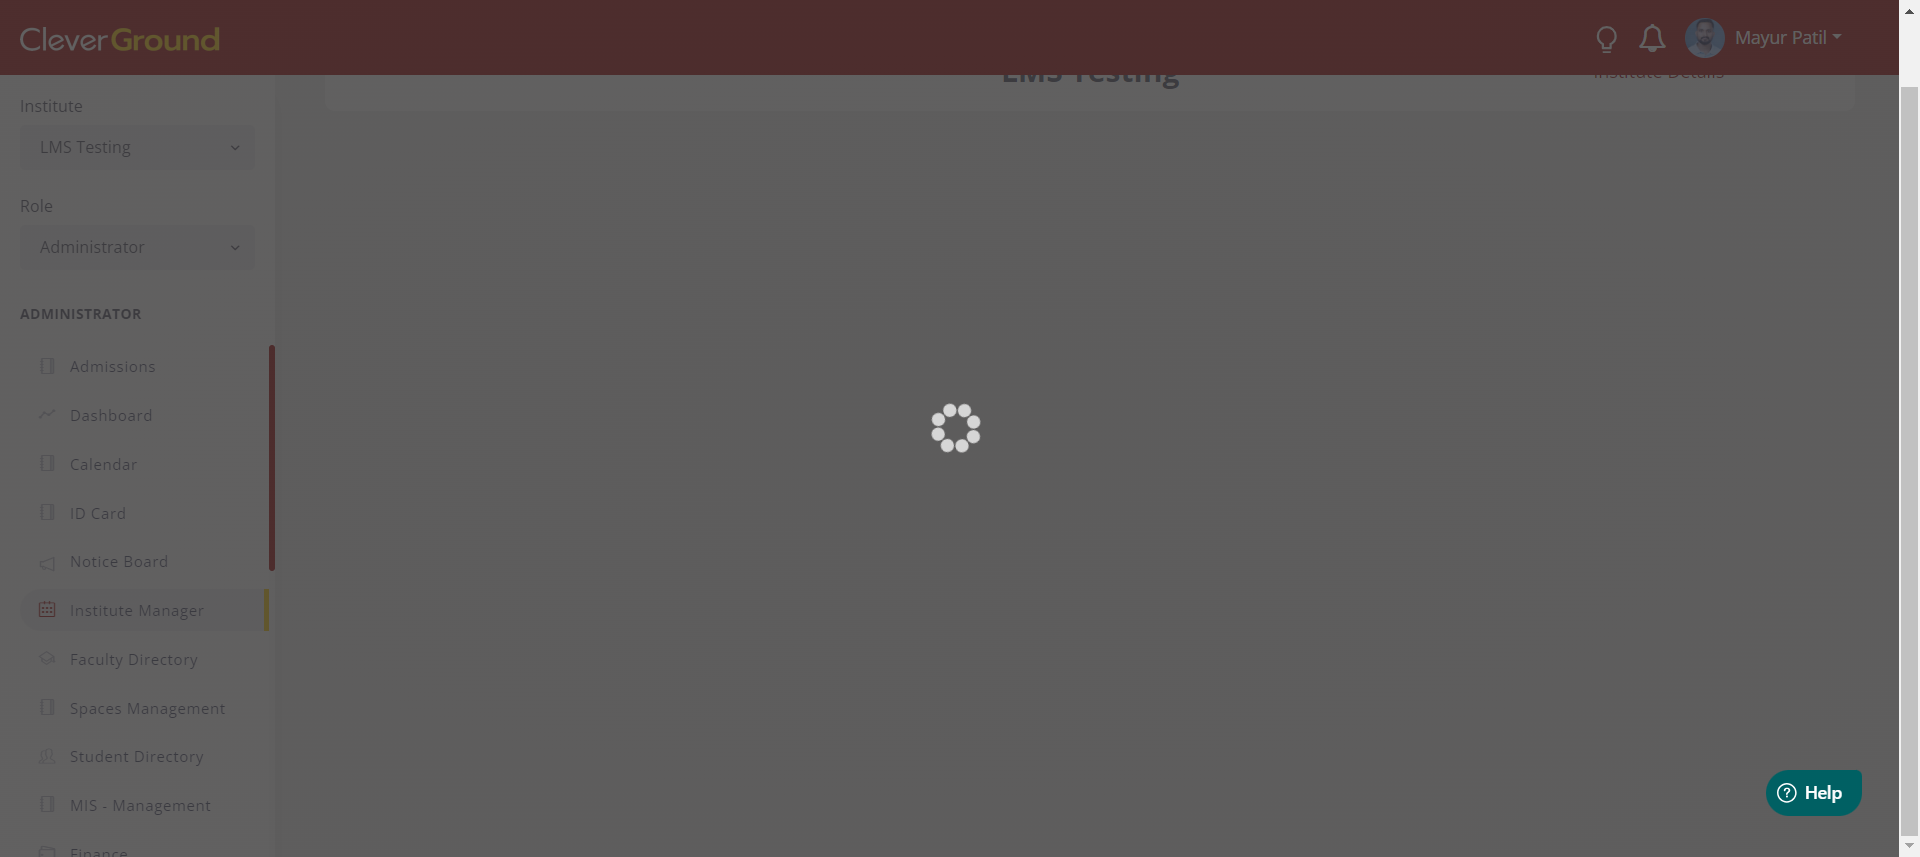 CleverGround
Mayur Patil
LMS Testing
Institute Details
Institute
LMS Testing
Role
Administrator
ADMINISTRATOR
Admissions
Dashboard
Calendar
ID Card
Notice Board
Institute Manager
Faculty Directory
Spaces Management
Student Directory
MIS - Management
Finance
Help